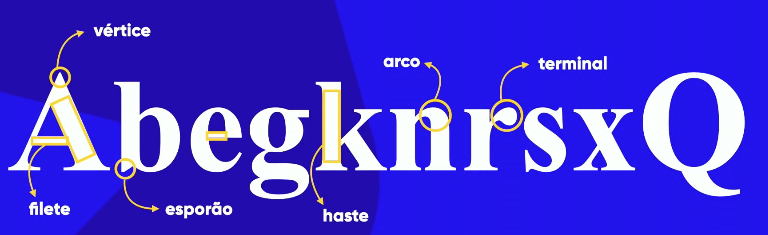 vértice
arco
terminal
AbegknrsxQ
filete
esporão
haste